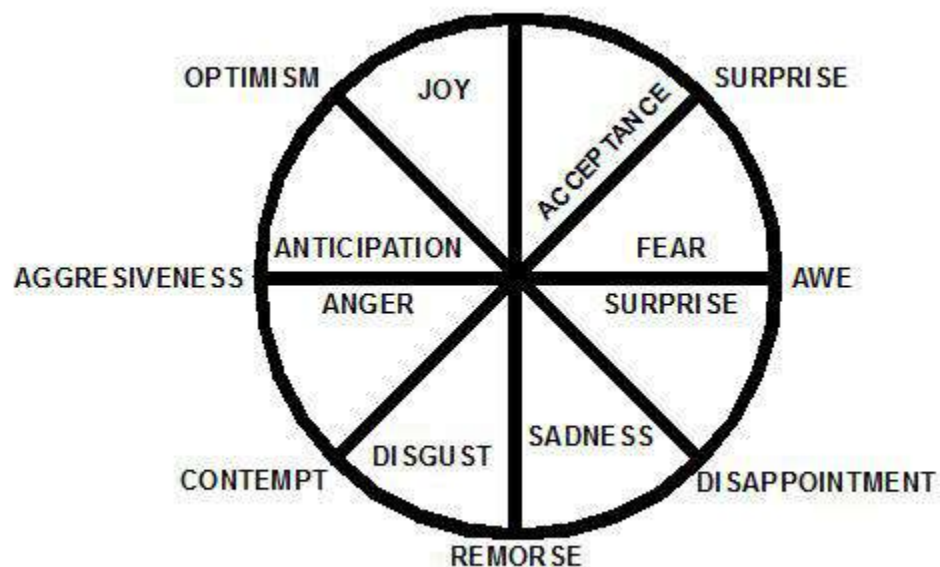 OPTIMISM
JOY
SURPRISE
ACCEPTANCE
ANTICIPATION
FEAR
AGGRESIVENESS
AWE
ANGER
SURPRISE
SADNESS
DISGUST
CONTEMPT
DISAPPOINTMENT
REMORSE